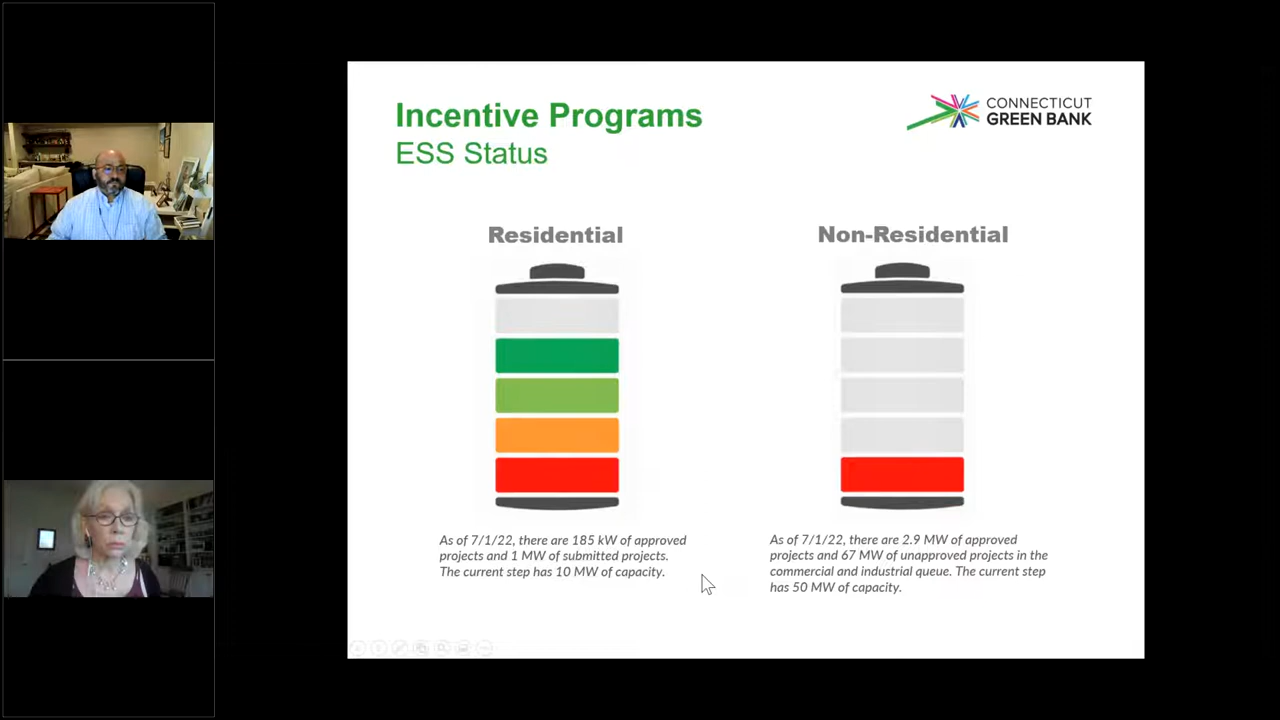 Incentive Programs
ESS Status
CONNECTICUT
GREEN BANK
Residential
As of 7/1/22, there are 185 kW of approved
projects and 1 MW of submitted projects.
The current step has 10 MW of capacity.
Non-Residential
As of 7/1/22, there are 2.9 MW of approved
projects and 67 MW of unapproved projects in the
commercial and industrial queue. The current step
has 50 MW of capacity.